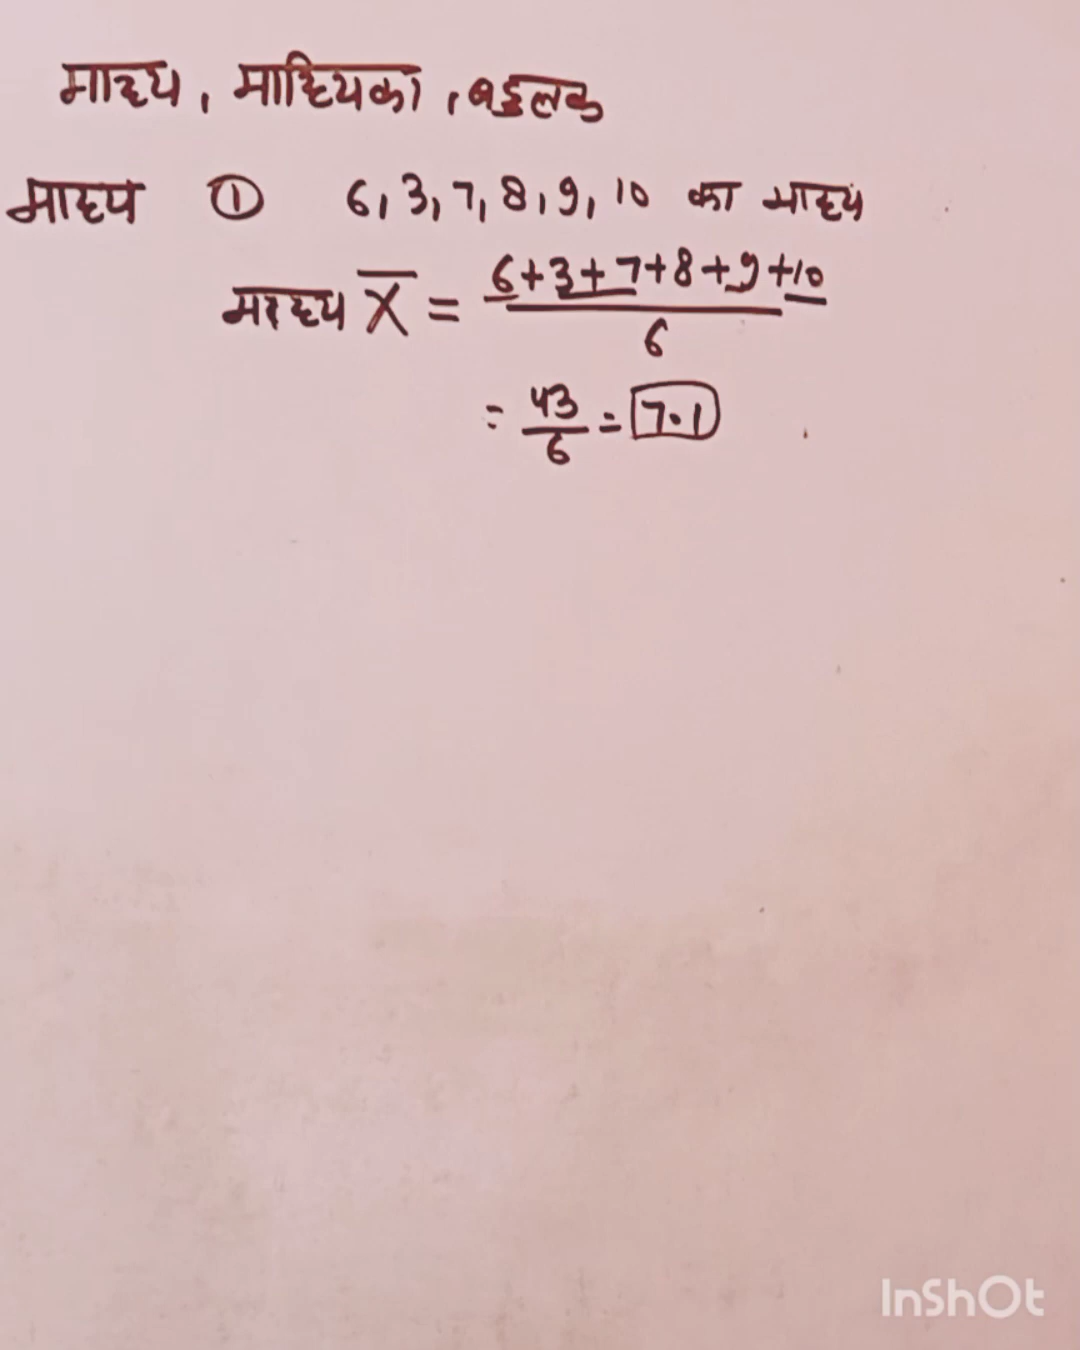 माध्य, माध्यिका, बहुलक
माध्य ① 6, 3, 7, 8, 9, 10 का माध्य
माध्य X̅ = 6+3+7+8+9+10
6
= 43/6 = 7.1
InShOt